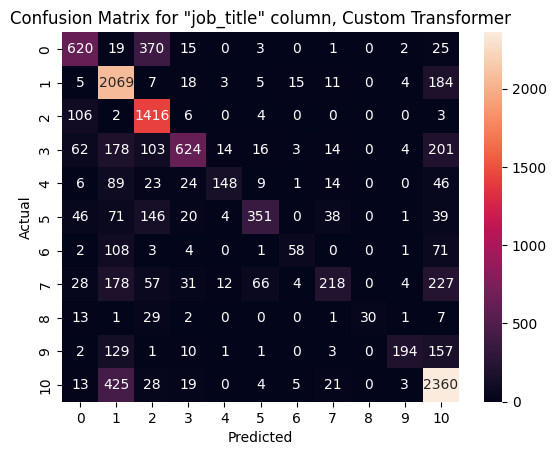 Confusion Matrix for "job_title" column, Custom Transformer
0 620 19 370 15 0 3 0 1 0 2 25
1 5 2069 7 18 3 5 15 11 0 4 184
2 106 2 1416 6 0 4 0 0 0 0 3
3 62 178 103 624 14 16 3 14 0 4 201
4 6 89 23 24 148 9 1 14 0 0 46
5 46 71 146 20 4 351 0 38 0 1 39
6 2 108 3 4 0 1 58 0 0 1 71
7 28 178 57 31 12 66 4 218 0 4 227
8 13 1 29 2 0 0 0 1 30 1 7
9 2 129 1 10 1 1 0 3 0 194 157
10 13 425 28 19 0 4 5 21 0 3 2360
0 1 2 3 4 5 6 7 8 9 10
Predicted
Actual
2000
1500
1000
500
0